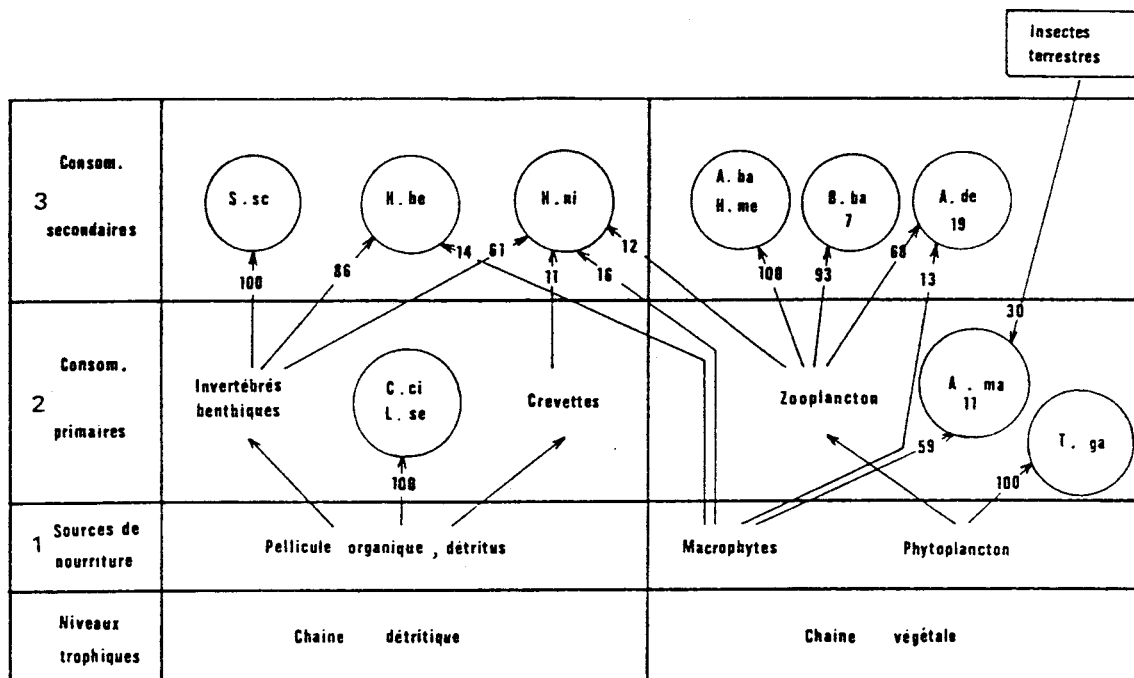 Insectes
terrestres
3
Consom.
secondaires
S. sc
H. be
H. ni
A. ba
H. me
B. ba
7
A. de
19
100
86
14
61
11
16
12
100
93
68
13
2
Consom.
primaires
Invertébrés
benthiques
C. ci
L. se
Crevettes
Zooplancton
30
A. ma
11
T. ga
100
59
100
1
Sources de
nourriture
Pellicule organique, détritus
Macrophytes
Phytoplancton
Niveaux
trophiques
Chaine détritique
Chaine végétale